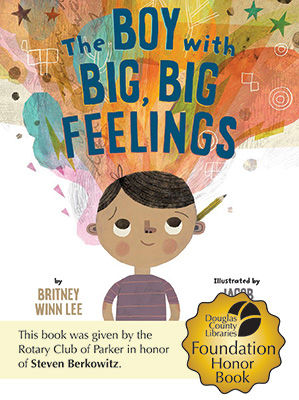 The BOY with
BIG, BIG
FEELINGS
by
BRITNEY
WINN LEE
Illustrated by
JACOB
This book was given by the
Rotary Club of Parker in honor
of Steven Berkowitz.
Douglas
County
Libraries
Foundation
Honor
Book